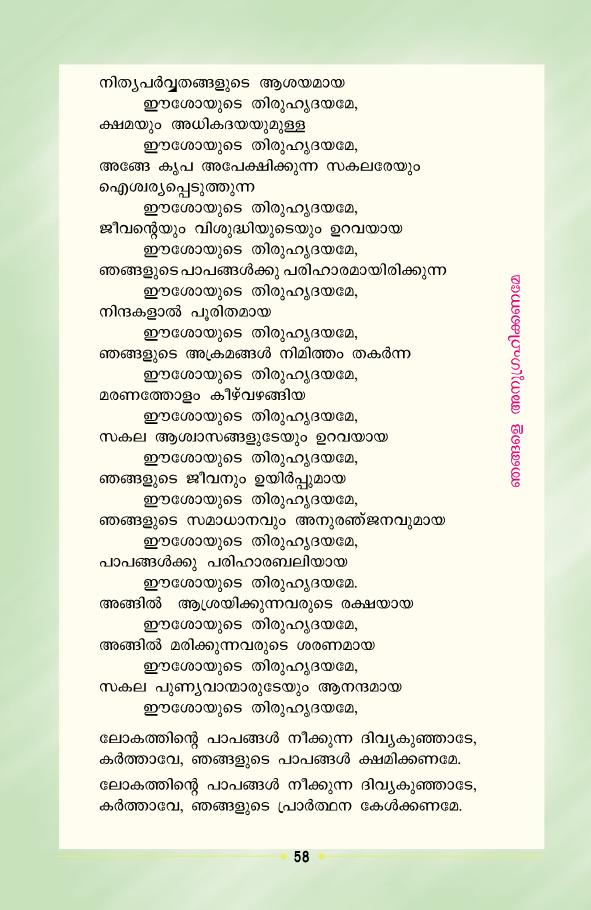 നിത്യപർവ്വതങ്ങളുടെ ആശയമായ
ഈശോയുടെ തിരുഹൃദയമേ,
ക്ഷമയും അധികദയയുമുള്ള
ഈശോയുടെ തിരുഹൃദയമേ,
അങ്ങേ കൃപ അപേക്ഷിക്കുന്ന സകലരേയും
ഐശ്വര്യപ്പെടുത്തുന്ന
ഈശോയുടെ തിരുഹൃദയമേ,
ജീവന്റെയും വിശുദ്ധിയുടെയും ഉറവയായ
ഈശോയുടെ തിരുഹൃദയമേ,
ഞങ്ങളുടെ പാപങ്ങൾക്കു പരിഹാരമായിരിക്കുന്ന
ഈശോയുടെ തിരുഹൃദയമേ,
നിന്ദകളാൽ പൂരിതമായ
ഈശോയുടെ തിരുഹൃദയമേ,
ഞങ്ങളുടെ അക്രമങ്ങൾ നിമിത്തം തകർന്ന
ഈശോയുടെ തിരുഹൃദയമേ,
മരണത്തോളം കീഴ്‌വഴങ്ങിയ
ഈശോയുടെ തിരുഹൃദയമേ,
സകല ആശ്വാസങ്ങളുടേയും ഉറവയായ
ഈശോയുടെ തിരുഹൃദയമേ,
ഞങ്ങളുടെ ജീവനും ഉയിർപ്പുമായ
ഈശോയുടെ തിരുഹൃദയമേ,
ഞങ്ങളുടെ സമാധാനവും അനുരഞ്ജനവുമായ
ഈശോയുടെ തിരുഹൃദയമേ,
പാപങ്ങൾക്കു പരിഹാരബലിയായ
ഈശോയുടെ തിരുഹൃദയമേ.
അങ്ങിൽ ആശ്രയിക്കുന്നവരുടെ രക്ഷയായ
ഈശോയുടെ തിരുഹൃദയമേ,
അങ്ങിൽ മരിക്കുന്നവരുടെ ശരണമായ
ഈശോയുടെ തിരുഹൃദയമേ,
സകല പുണ്യവാന്മാരുടേയും ആനന്ദമായ
ഈശോയുടെ തിരുഹൃദയമേ,
ഞങ്ങളെ അനുഗ്രഹിക്കണമേ
ലോകത്തിന്റെ പാപങ്ങൾ നീക്കുന്ന ദിവ്യകുഞ്ഞാടേ,
കർത്താവേ, ഞങ്ങളുടെ പാപങ്ങൾ ക്ഷമിക്കണമേ.
ലോകത്തിന്റെ പാപങ്ങൾ നീക്കുന്ന ദിവ്യകുഞ്ഞാടേ,
കർത്താവേ, ഞങ്ങളുടെ പ്രാർത്ഥന കേൾക്കണമേ.
58